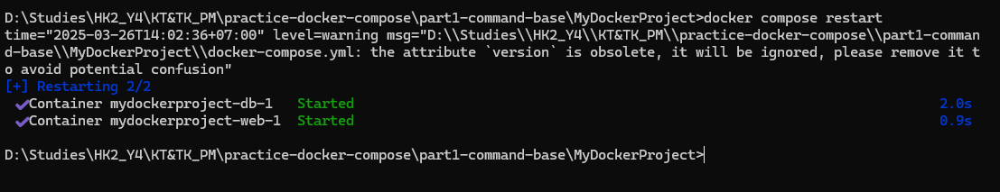 D:\Studies\HK2_Y4\KT&TK_PM\practice-docker-compose\part1-command-base\MyDockerProject>docker compose restart
time="2025-03-26T14:02:36+07:00" level=warning msg="D:\\Studies\\HK2_Y4\\KT&TK_PM\\practice-docker-compose\\part1-comman
d-base\\MyDockerProject\\docker-compose.yml: the attribute `version` is obsolete, it will be ignored, please remove it t
o avoid potential confusion"
[+] Restarting 2/2
✔Container mydockerproject-db-1   Started 2.0s
✔Container mydockerproject-web-1  Started 0.9s
D:\Studies\HK2_Y4\KT&TK_PM\practice-docker-compose\part1-command-base\MyDockerProject>